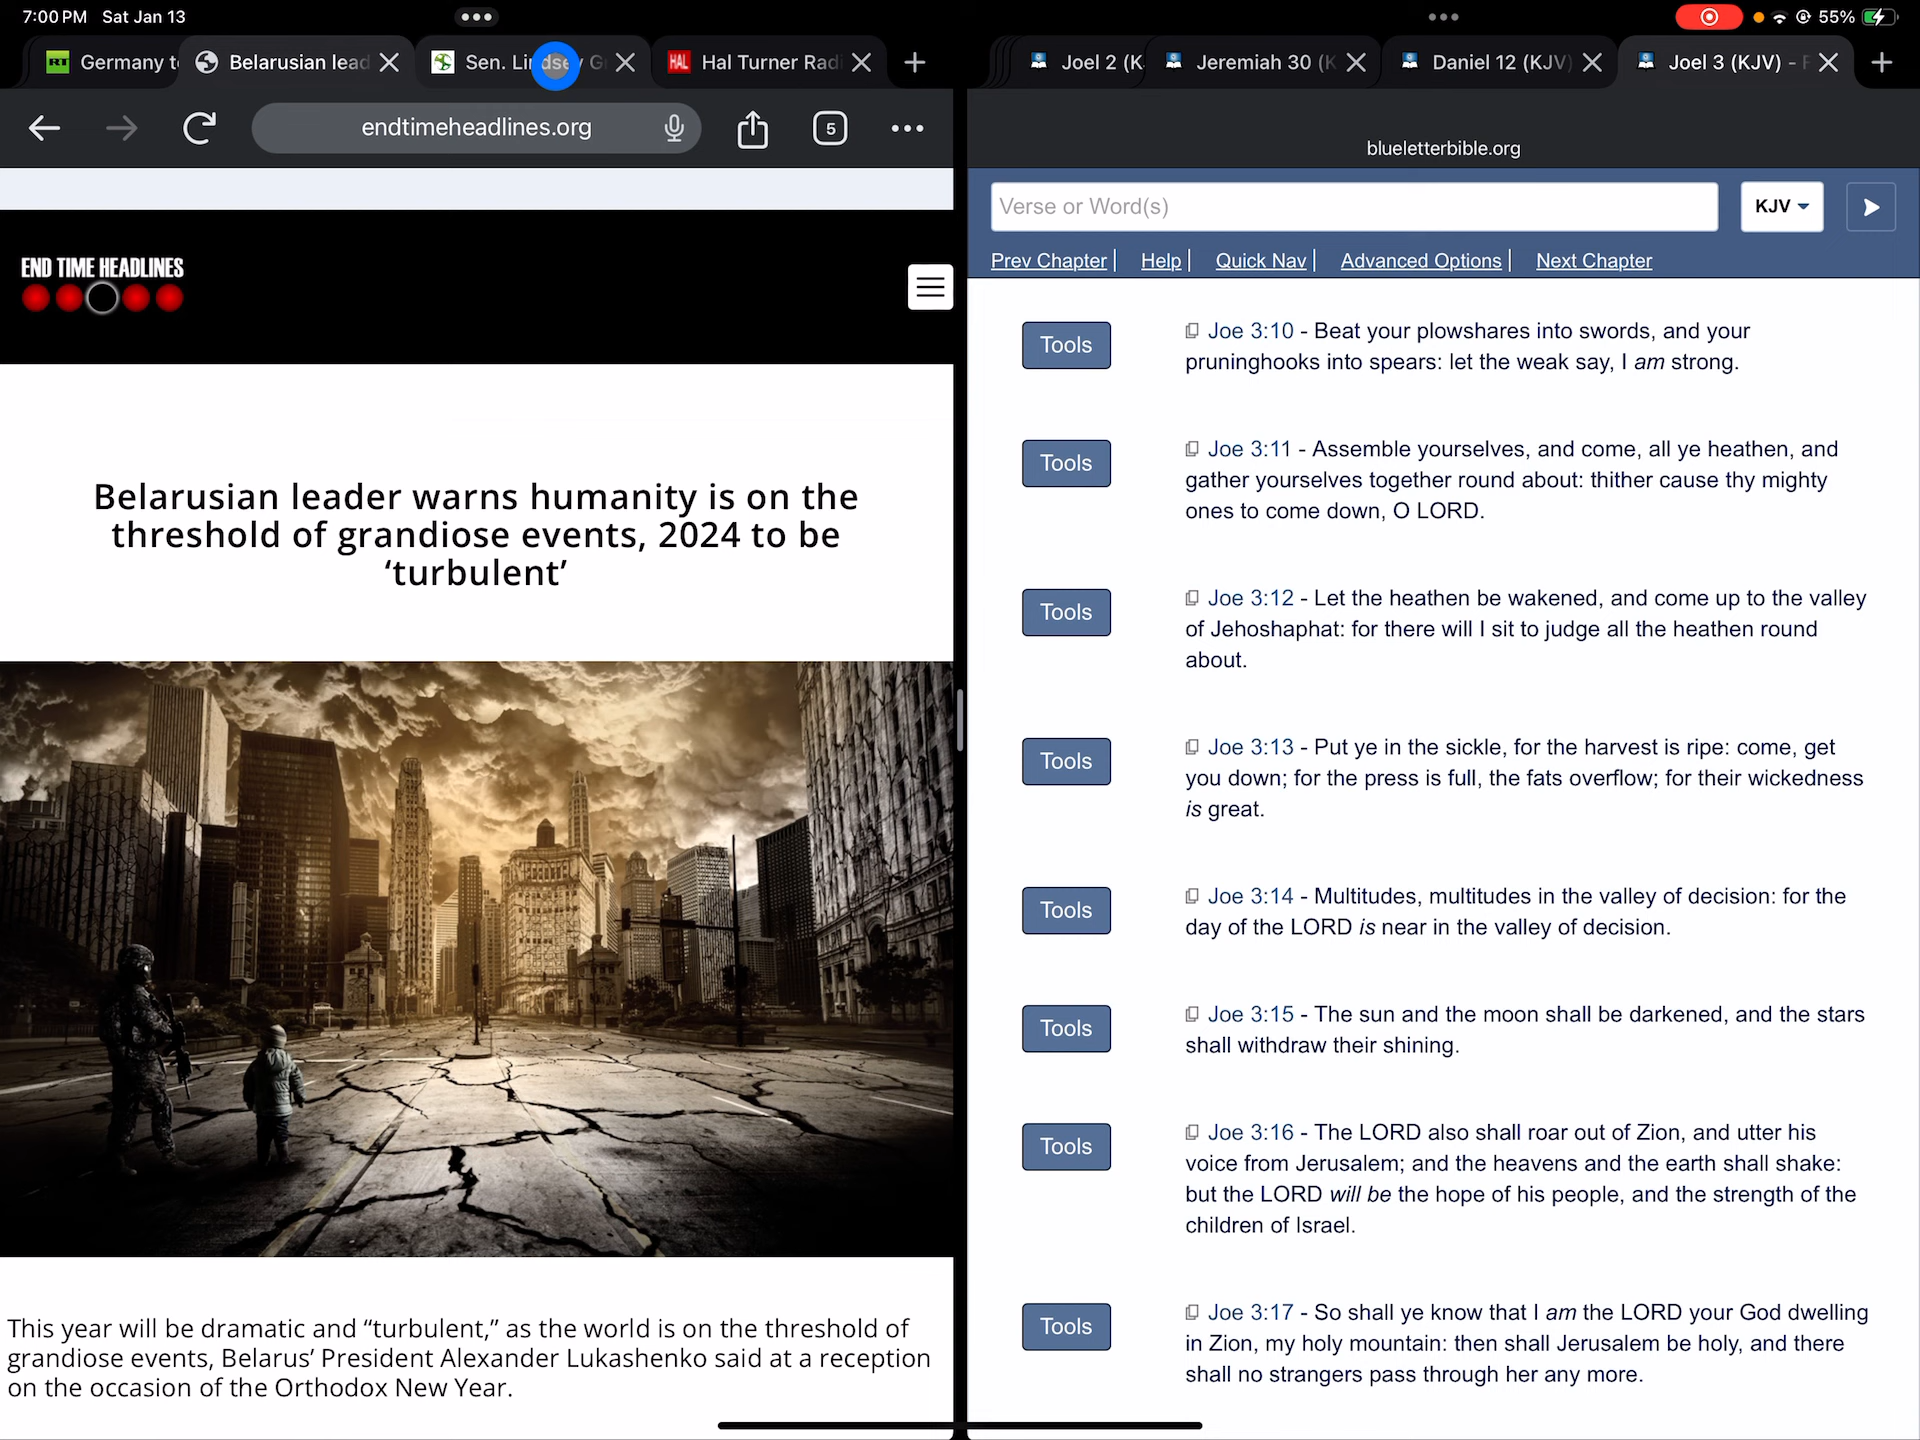 7:00 PM Sat Jan 13
55%
Germany t
Belarusian lead
Sen. Lindsey G
Hal Turner Rad
Joel 2 (K
Jeremiah 30 (K
Daniel 12 (KJV)
Joel 3 (KJV) -
endtimeheadlines.org
5
blueletterbible.org
RT
HAL
Verse or Word(s)
KJV
Prev Chapter
Help
Quick Nav
Advanced Options
Next Chapter
END TIME HEADLINES
Belarusian leader warns humanity is on the
threshold of grandiose events, 2024 to be
‘turbulent’
This year will be dramatic and “turbulent,” as the world is on the threshold of
grandiose events, Belarus’ President Alexander Lukashenko said at a reception
on the occasion of the Orthodox New Year.
Tools
Joe 3:10 - Beat your plowshares into swords, and your
pruninghooks into spears: let the weak say, I am strong.
Tools
Joe 3:11 - Assemble yourselves, and come, all ye heathen, and
gather yourselves together round about: thither cause thy mighty
ones to come down, O LORD.
Tools
Joe 3:12 - Let the heathen be wakened, and come up to the valley
of Jehoshaphat: for there will I sit to judge all the heathen round
about.
Tools
Joe 3:13 - Put ye in the sickle, for the harvest is ripe: come, get
you down; for the press is full, the fats overflow; for their wickedness
is great.
Tools
Joe 3:14 - Multitudes, multitudes in the valley of decision: for the
day of the LORD is near in the valley of decision.
Tools
Joe 3:15 - The sun and the moon shall be darkened, and the stars
shall withdraw their shining.
Tools
Joe 3:16 - The LORD also shall roar out of Zion, and utter his
voice from Jerusalem; and the heavens and the earth shall shake:
but the LORD will be the hope of his people, and the strength of the
children of Israel.
Tools
Joe 3:17 - So shall ye know that I am the LORD your God dwelling
in Zion, my holy mountain: then shall Jerusalem be holy, and there
shall no strangers pass through her any more.